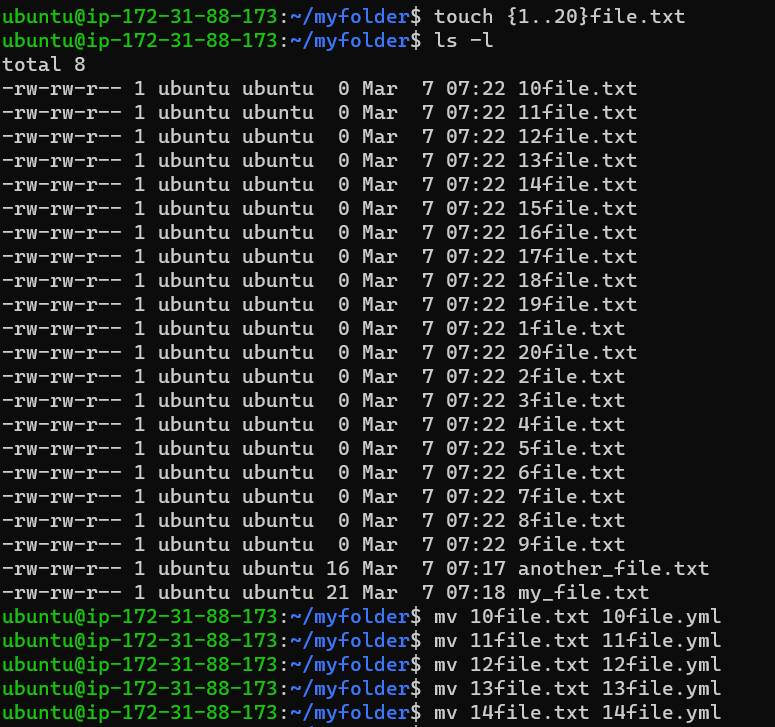 ubuntu@ip-172-31-88-173:~/myfolder$ touch {1..20}file.txt
ubuntu@ip-172-31-88-173:~/myfolder$ ls -l
total 8
-rw-rw-r-- 1 ubuntu ubuntu  0 Mar  7 07:22 10file.txt
-rw-rw-r-- 1 ubuntu ubuntu  0 Mar  7 07:22 11file.txt
-rw-rw-r-- 1 ubuntu ubuntu  0 Mar  7 07:22 12file.txt
-rw-rw-r-- 1 ubuntu ubuntu  0 Mar  7 07:22 13file.txt
-rw-rw-r-- 1 ubuntu ubuntu  0 Mar  7 07:22 14file.txt
-rw-rw-r-- 1 ubuntu ubuntu  0 Mar  7 07:22 15file.txt
-rw-rw-r-- 1 ubuntu ubuntu  0 Mar  7 07:22 16file.txt
-rw-rw-r-- 1 ubuntu ubuntu  0 Mar  7 07:22 17file.txt
-rw-rw-r-- 1 ubuntu ubuntu  0 Mar  7 07:22 18file.txt
-rw-rw-r-- 1 ubuntu ubuntu  0 Mar  7 07:22 19file.txt
-rw-rw-r-- 1 ubuntu ubuntu  0 Mar  7 07:22 1file.txt
-rw-rw-r-- 1 ubuntu ubuntu  0 Mar  7 07:22 20file.txt
-rw-rw-r-- 1 ubuntu ubuntu  0 Mar  7 07:22 2file.txt
-rw-rw-r-- 1 ubuntu ubuntu  0 Mar  7 07:22 3file.txt
-rw-rw-r-- 1 ubuntu ubuntu  0 Mar  7 07:22 4file.txt
-rw-rw-r-- 1 ubuntu ubuntu  0 Mar  7 07:22 5file.txt
-rw-rw-r-- 1 ubuntu ubuntu  0 Mar  7 07:22 6file.txt
-rw-rw-r-- 1 ubuntu ubuntu  0 Mar  7 07:22 7file.txt
-rw-rw-r-- 1 ubuntu ubuntu  0 Mar  7 07:22 8file.txt
-rw-rw-r-- 1 ubuntu ubuntu  0 Mar  7 07:22 9file.txt
-rw-rw-r-- 1 ubuntu ubuntu 16 Mar  7 07:17 another_file.txt
-rw-rw-r-- 1 ubuntu ubuntu 21 Mar  7 07:18 my_file.txt
ubuntu@ip-172-31-88-173:~/myfolder$ mv 10file.txt 10file.yml
ubuntu@ip-172-31-88-173:~/myfolder$ mv 11file.txt 11file.yml
ubuntu@ip-172-31-88-173:~/myfolder$ mv 12file.txt 12file.yml
ubuntu@ip-172-31-88-173:~/myfolder$ mv 13file.txt 13file.yml
ubuntu@ip-172-31-88-173:~/myfolder$ mv 14file.txt 14file.yml